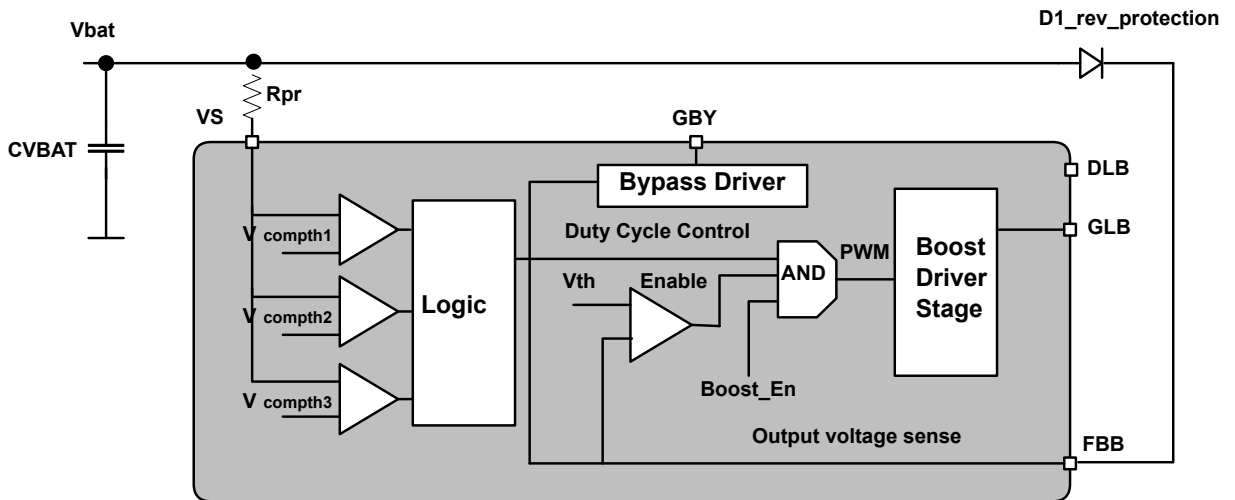 D1_rev_protection
Vbat
Rpr
VS
GBY
CVBAT
Bypass Driver
DLB
V compth1
Duty Cycle Control
GLB
PWM
Boost
Driver
Stage
AND
Vth
Enable
Logic
V compth2
Boost_En
V compth3
Output voltage sense
FBB